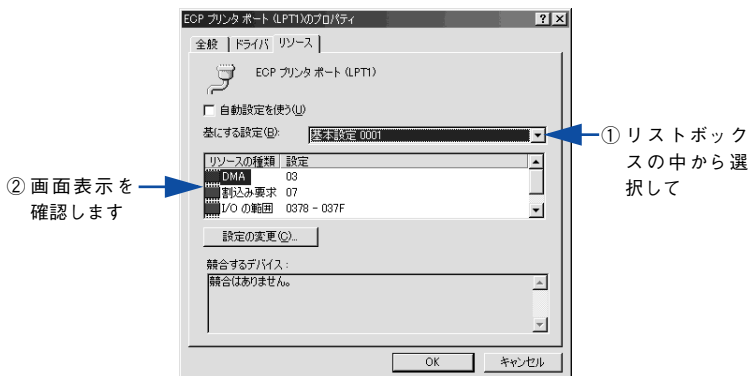 ECP プリンタ ポート (LPT1)のプロパティ
全般 ドライバ リソース
ECP プリンタ ポート (LPT1)
自動設定を使う(U)
基にする設定(B): 基本設定 0001
リソースの種類 設定
DMA 03
割込み要求 07
I/O の範囲 0378 - 037F
設定の変更(C)...
競合するデバイス:
競合はありません。
OK キャンセル
① リストボック
スの中から選
択して
② 画面表示を
確認します